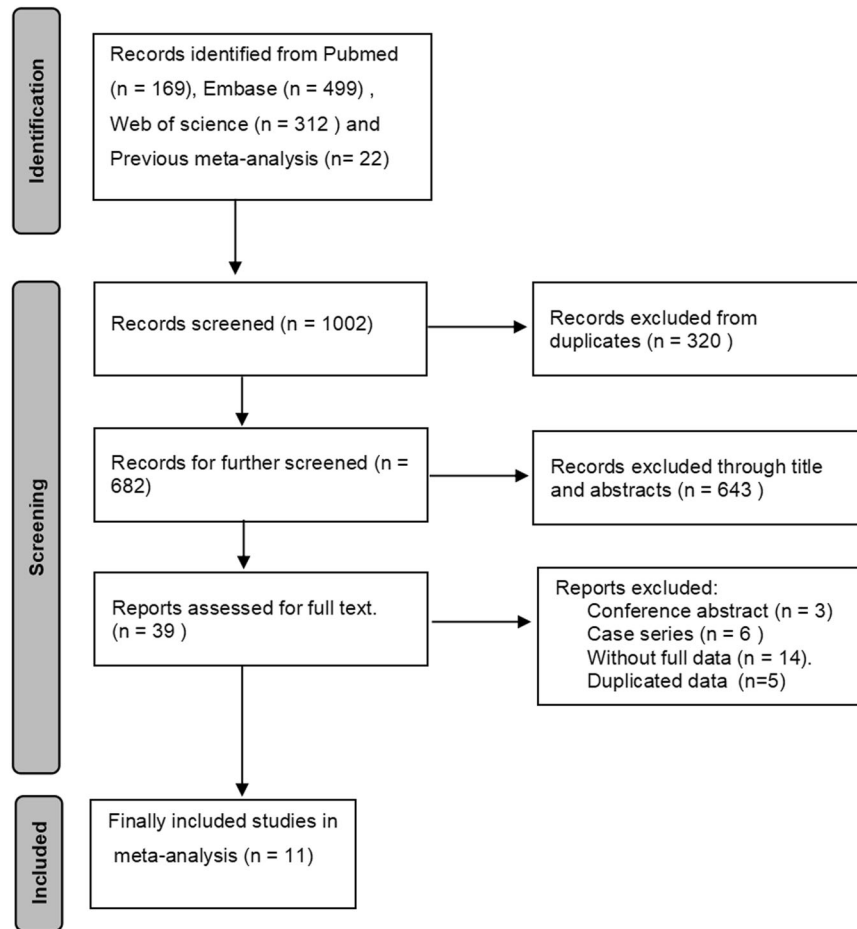 Identification
Records identified from Pubmed
(n = 169), Embase (n = 499) ,
Web of science (n = 312 ) and
Previous meta-analysis (n= 22)
Screening
Records screened (n = 1002)
Records excluded from
duplicates (n = 320 )
Records for further screened (n =
682)
Records excluded through title
and abstracts (n = 643 )
Reports assessed for full text.
(n = 39 )
Reports excluded:
Conference abstract (n = 3)
Case series (n = 6 )
Without full data (n = 14).
Duplicated data (n=5)
Included
Finally included studies in
meta-analysis (n = 11)